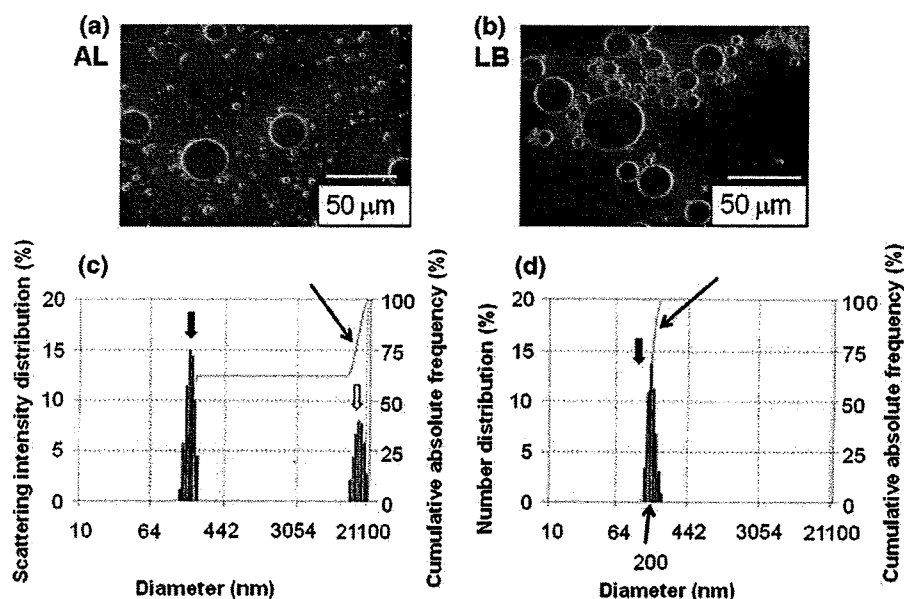 (a)
AL
50 μm
(b)
LB
50 μm
(c)
Scattering intensity distribution (%)
20
15
10
5
0
100
75
50
25
0
Cumulative absolute frequency (%)
10 64 442 3054 21100
Diameter (nm)
(d)
Number distribution (%)
20
15
10
5
0
100
75
50
25
0
Cumulative absolute frequency (%)
10 64 442 3054 21100
200
Diameter (nm)